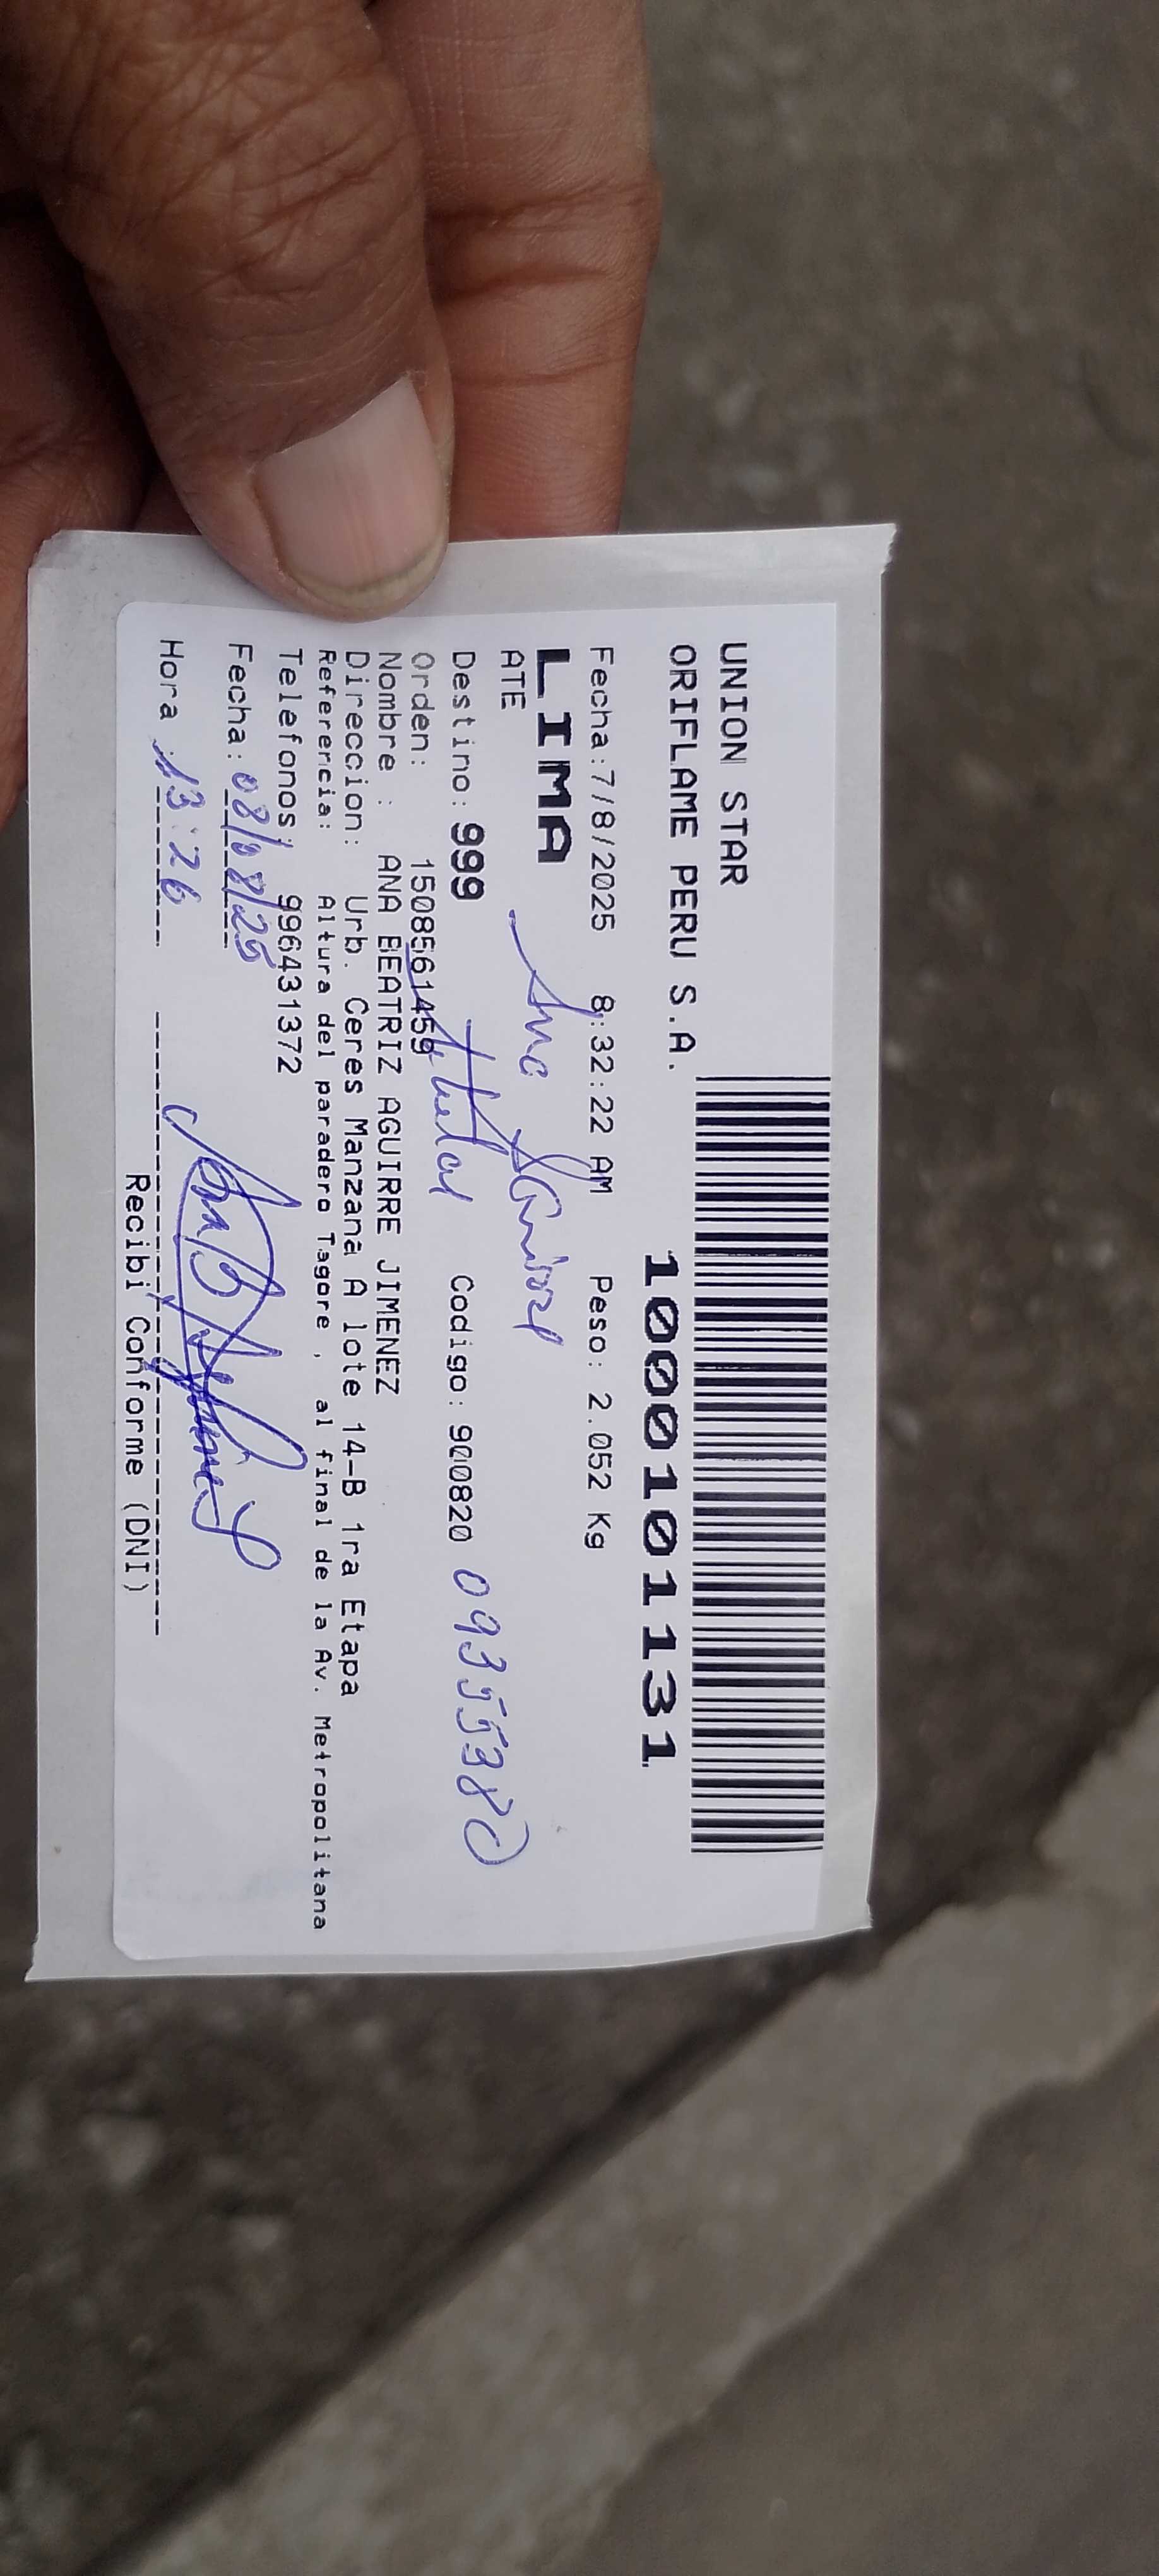 UNION STAR
ORIFLAME PERU S.A.
1000101131
Fecha:7/8/2025 8:32:22 AM Peso: 2.052 Kg
LIMA
ATE
Destino: 999 Codigo: 900820 09355380
Orden: 1508561459
Nombre : ANA BEATRIZ AGUIRRE JIMENEZ
Direccion: Urb. Ceres Manzana A lote 14-B 1ra Etapa
Referencia: Altura del paradero Tagore , al final de la Av. Metropolitana
Telefonos: 996431372
Fecha: 08/08/25
Hora : 13:26
Recibi Conforme (DNI)